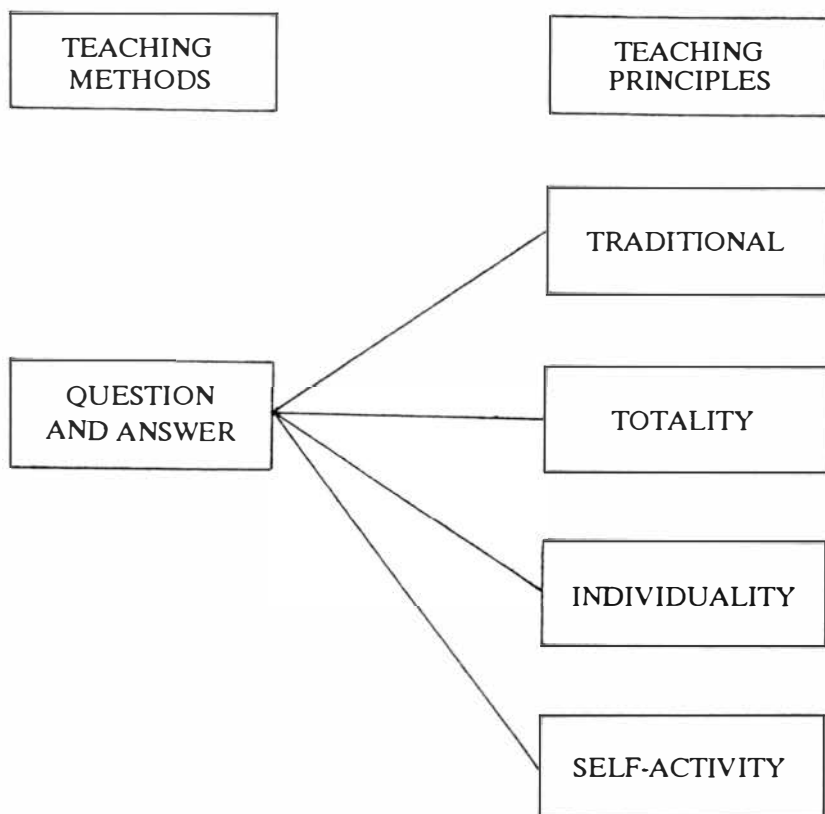 TEACHING
METHODS
TEACHING
PRINCIPLES
TRADITIONAL
QUESTION
AND ANSWER
TOTALITY
INDIVIDUALITY
SELF-ACTIVITY